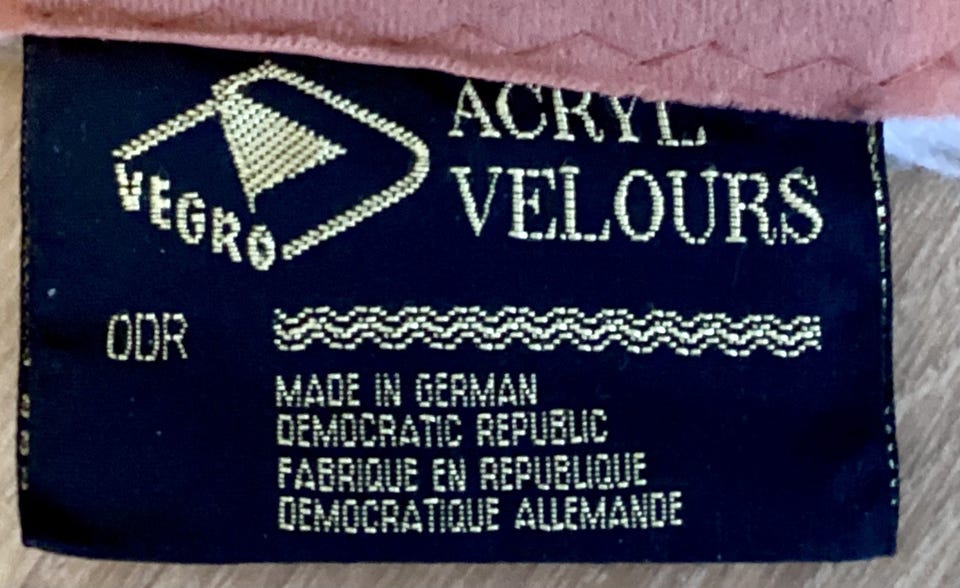 ACRYL
VELOURS
VEGRO
DDR
MADE IN GERMAN
DEMOCRATIC REPUBLIC
FABRIQUE EN REPUBLIQUE
DEMOCRATIQUE ALLEMANDE